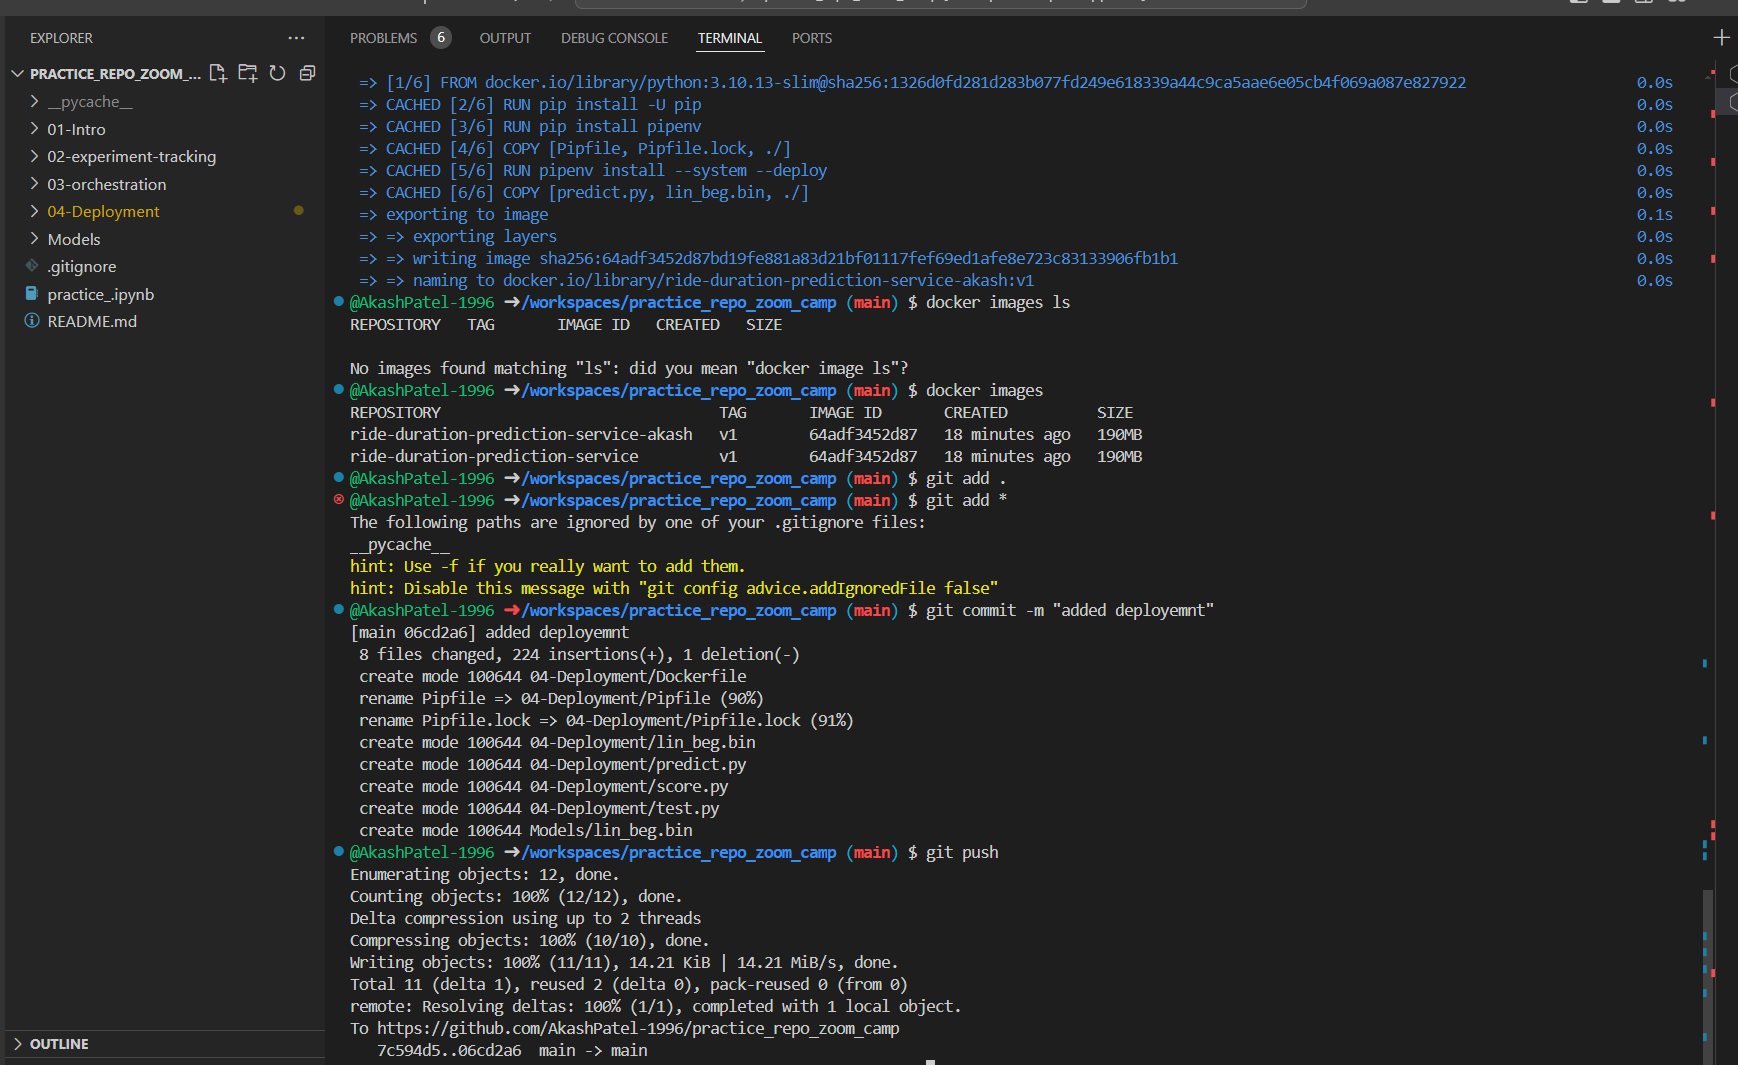 EXPLORER
PRACTICE_REPO_ZOOM_...
__pycache__
01-Intro
02-experiment-tracking
03-orchestration
04-Deployment
Models
.gitignore
practice_.ipynb
README.md
OUTLINE
PROBLEMS 6 OUTPUT DEBUG CONSOLE TERMINAL PORTS
=> [1/6] FROM docker.io/library/python:3.10.13-slim@sha256:1326d0fd281d283b077fd249e618339a44c9ca5aae6e05cb4f069a087e827922 0.0s
=> CACHED [2/6] RUN pip install -U pip 0.0s
=> CACHED [3/6] RUN pip install pipenv 0.0s
=> CACHED [4/6] COPY [Pipfile, Pipfile.lock, ./] 0.0s
=> CACHED [5/6] RUN pipenv install --system --deploy 0.0s
=> CACHED [6/6] COPY [predict.py, lin_beg.bin, ./] 0.0s
=> exporting to image 0.1s
=> => exporting layers 0.0s
=> => writing image sha256:64adf3452d87bd19fe881a83d21bf01117fef69ed1afe8e723c83133906fb1b1 0.0s
=> => naming to docker.io/library/ride-duration-prediction-service-akash:v1 0.0s
@AkashPatel-1996 ➜/workspaces/practice_repo_zoom_camp (main) $ docker images ls
REPOSITORY TAG IMAGE ID CREATED SIZE
No images found matching "ls": did you mean "docker image ls"?
@AkashPatel-1996 ➜/workspaces/practice_repo_zoom_camp (main) $ docker images
REPOSITORY TAG IMAGE ID CREATED SIZE
ride-duration-prediction-service-akash v1 64adf3452d87 18 minutes ago 190MB
ride-duration-prediction-service v1 64adf3452d87 18 minutes ago 190MB
@AkashPatel-1996 ➜/workspaces/practice_repo_zoom_camp (main) $ git add .
@AkashPatel-1996 ➜/workspaces/practice_repo_zoom_camp (main) $ git add *
The following paths are ignored by one of your .gitignore files:
__pycache__
hint: Use -f if you really want to add them.
hint: Disable this message with "git config advice.addIgnoredFile false"
@AkashPatel-1996 ➜/workspaces/practice_repo_zoom_camp (main) $ git commit -m "added deployemnt"
[main 06cd2a6] added deployemnt
8 files changed, 224 insertions(+), 1 deletion(-)
create mode 100644 04-Deployment/Dockerfile
rename Pipfile => 04-Deployment/Pipfile (90%)
rename Pipfile.lock => 04-Deployment/Pipfile.lock (91%)
create mode 100644 04-Deployment/lin_beg.bin
create mode 100644 04-Deployment/predict.py
create mode 100644 04-Deployment/score.py
create mode 100644 04-Deployment/test.py
create mode 100644 Models/lin_beg.bin
@AkashPatel-1996 ➜/workspaces/practice_repo_zoom_camp (main) $ git push
Enumerating objects: 12, done.
Counting objects: 100% (12/12), done.
Delta compression using up to 2 threads
Compressing objects: 100% (10/10), done.
Writing objects: 100% (11/11), 14.21 KiB | 14.21 MiB/s, done.
Total 11 (delta 1), reused 2 (delta 0), pack-reused 0 (from 0)
remote: Resolving deltas: 100% (1/1), completed with 1 local object.
To https://github.com/AkashPatel-1996/practice_repo_zoom_camp
7c594d5..06cd2a6 main -> main